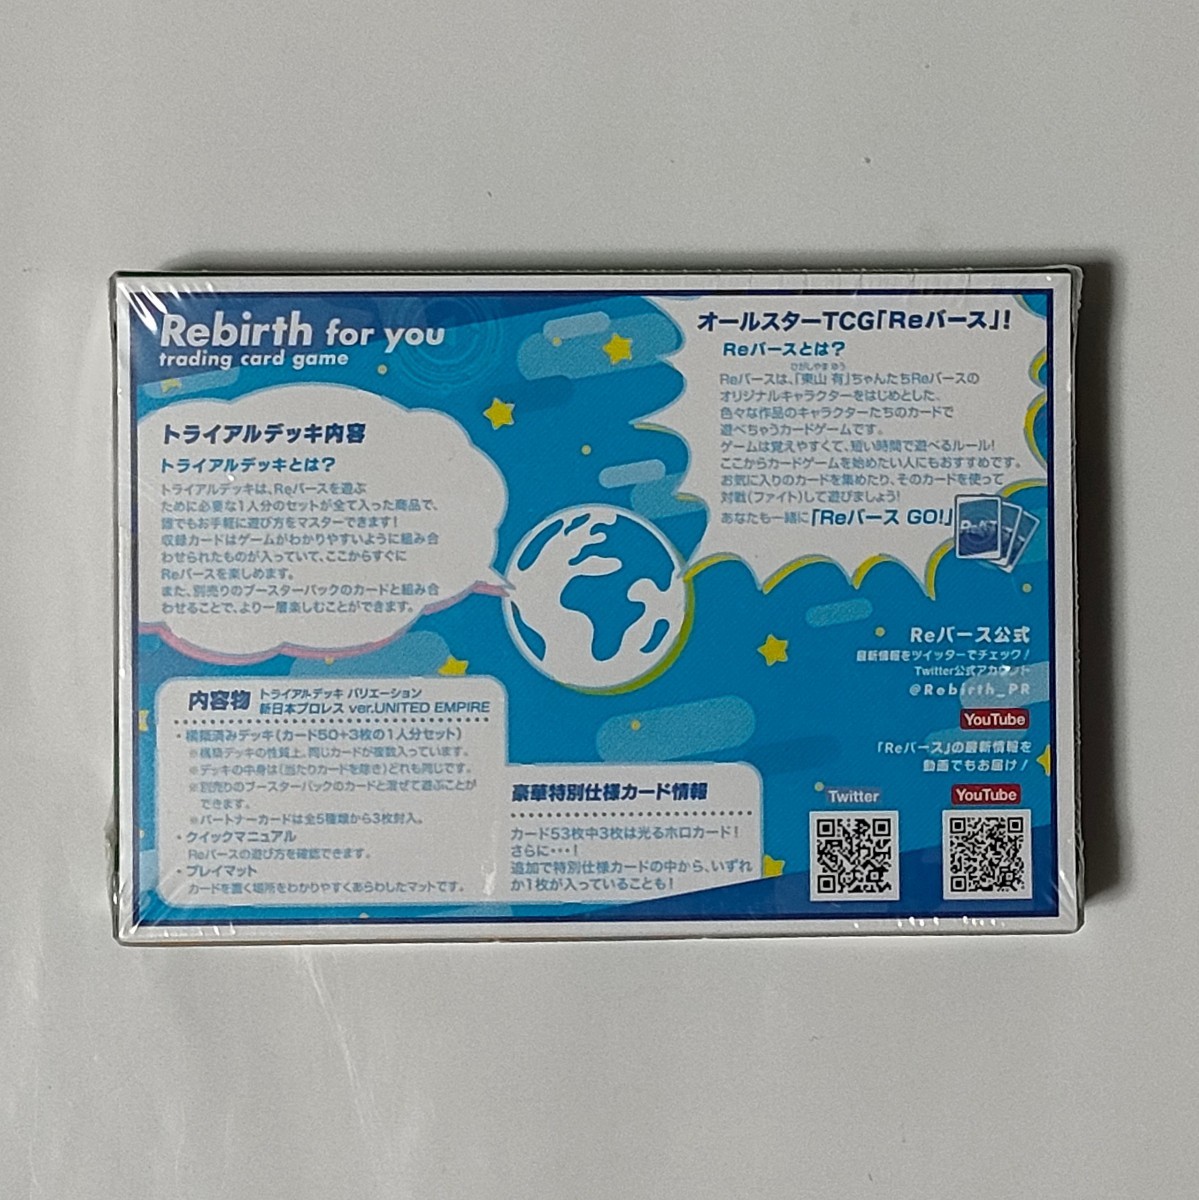 Rebirth for you
trading card game
トライアルデッキ内容
トライアルデッキとは?
トライアルデッキは、Reバースを遊ぶ
ために必要な1人分のセットが全て入った商品で、
誰でもお手軽に遊び方をマスターできます!
収録カードはゲームがわかりやすいように組み合
わせられたものが入っていて、ここからすぐに
Reバースを楽しめます。
また、別売りのブースターパックのカードと組み合
わせることで、より一層楽しむことができます。
オールスターTCG「Reバース」!
Reバースとは?
ひがしやま ゆう
Reバースは、「東山 有」ちゃんたちReバースの
オリジナルキャラクターをはじめとした、
色々な作品のキャラクターたちのカードで
遊べちゃうカードゲームです。
ゲームは覚えやすくて、短い時間で遊べるルール!
ここからカードゲームを始めたい人にもおすすめです。
お気に入りのカードを集めたり、そのカードを使って
対戦(ファイト)して遊びましょう!
あなたも一緒に「Reバース GO!」
内容物
トライアルデッキ バリエーション
新日本プロレス ver.UNITED EMPIRE
・構築済みデッキ(カード50+3枚の1人分セット)
※構築デッキの性質上、同じカードが複数入っています。
※デッキの中身は(当たりカードを除き)どれも同じです。
※別売りのブースターパックのカードと混ぜて遊ぶことが
できます。
※パートナーカードは全5種類から3枚封入。
・クイックマニュアル
Reバースの遊び方を確認できます。
・プレイマット
カードを置く場所をわかりやすくあらわしたマットです。
豪華特別仕様カード情報
カード53枚中3枚は光るホロカード!
さらに・・・!
追加で特別仕様カードの中から、いずれ
か1枚が入っていることも!
Reバース公式
最新情報をツイッターでチェック!
Twitter公式アカウント
@Rebirth_PR
YouTube
「Reバース」の最新情報を
動画でもお届け!
Twitter
YouTube